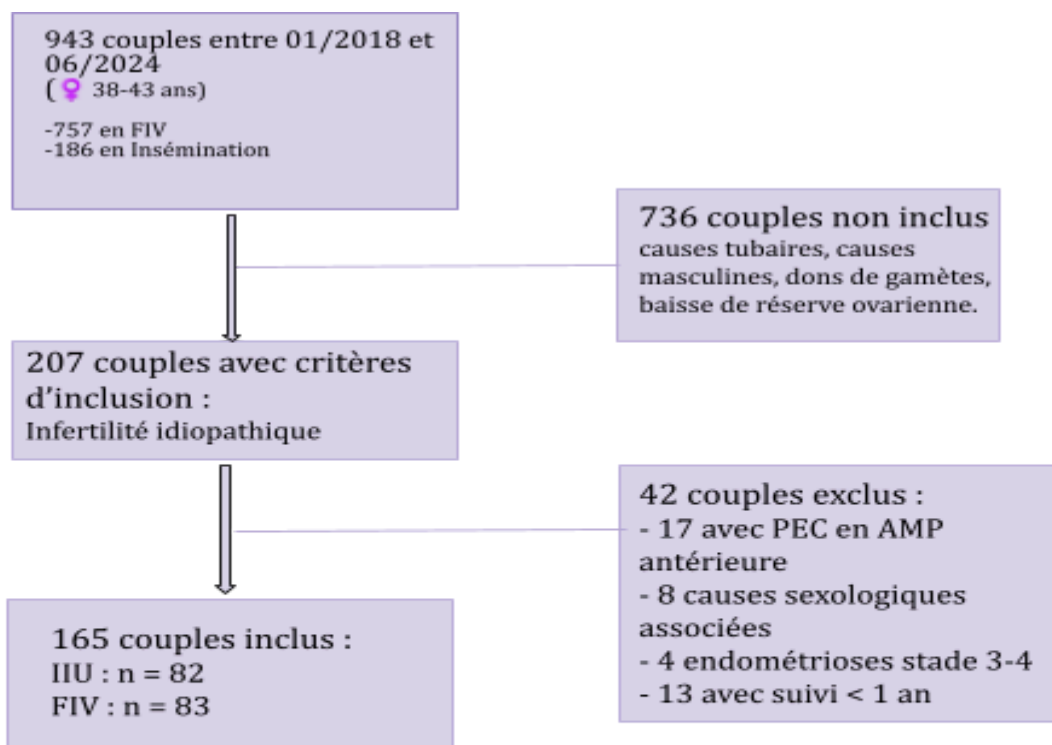 943 couples entre 01/2018 et
06/2024
(♀ 38-43 ans)
-757 en FIV
-186 en Insémination
736 couples non inclus
causes tubaires, causes
masculines, dons de gamètes,
baisse de réserve ovarienne.
207 couples avec critères
d'inclusion :
Infertilité idiopathique
42 couples exclus :
- 17 avec PEC en AMP
antérieure
- 8 causes sexologiques
associées
- 4 endométrioses stade 3-4
- 13 avec suivi < 1 an
165 couples inclus :
IIU : n = 82
FIV : n = 83